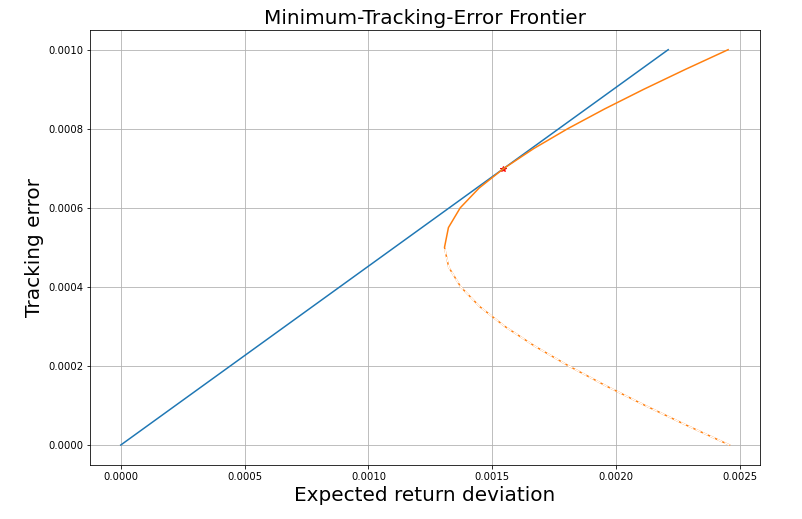 Minimum-Tracking-Error Frontier
Tracking error
0.0010
0.0008
0.0006
0.0004
0.0002
0.0000
0.0000 0.0005 0.0010 0.0015 0.0020 0.0025
Expected return deviation